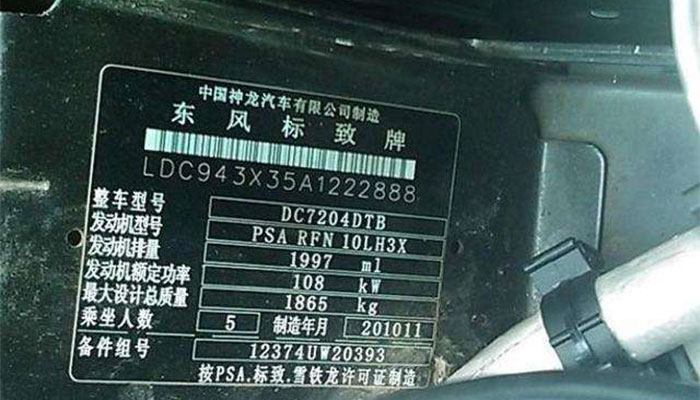 中国神龙汽车有限公司制造
东风标致牌
LDC943X35A1222888
整车型号 DC7204DTB
发动机型号 PSA RFN 10LH3X
发动机排量 1997 ml
发动机额定功率 108 kW
最大设计总质量 1865 kg
乘坐人数 5 制造年月 201011
备件组号 12374UW20393
按PSA.标致.雪铁龙许可证制造